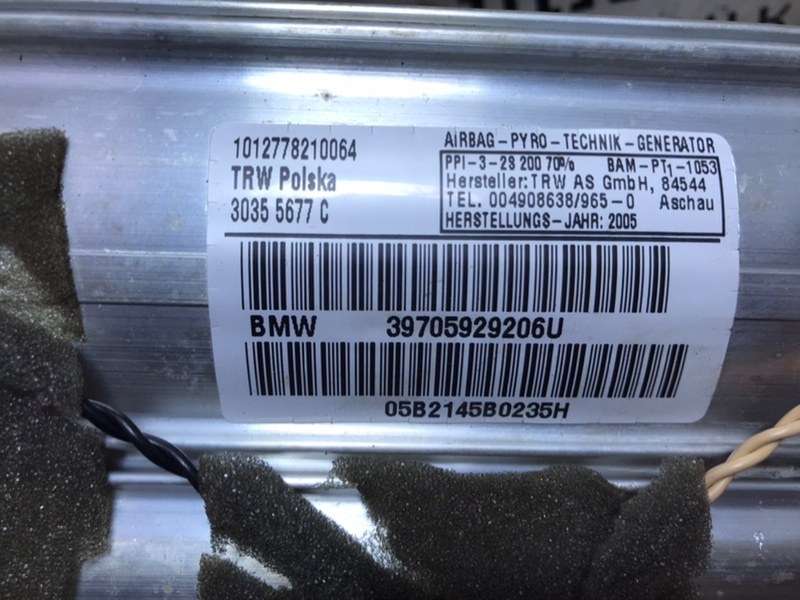 1012778210064
TRW Polska
3035 5677 C
AIRBAG-PYRO-TECHNIK-GENERATOR
PPI-3-2S 200 70% BAM-PT1-1053
Hersteller: TRW AS GmbH, 84544
TEL. 004908638/965-0 Aschau
HERSTELLUNGS-JAHR: 2005
BMW 39705929206U
05B2145B0235H